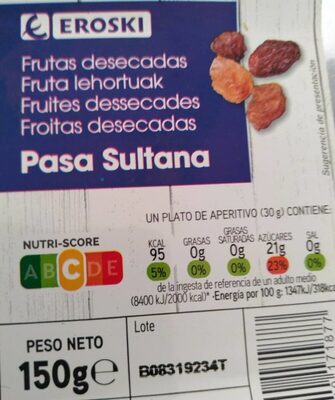 EROSKI
Frutas desecadas
Fruta lehortuak
Fruites dessecades
Froitas desecadas
Pasa Sultana
Sugerencia de presentación
UN PLATO DE APERITIVO (30 g) CONTIENE:
NUTRI-SCORE
A B C D E
KCAL GRASAS GRASAS SATURADAS AZÚCARES SAL
95 0g 0g 21g 0g
5% 0% 0% 23% 0%
de la ingesta de referencia de un adulto medio
(8400 kJ/2000 kcal)* -Energía por 100 g: 1347kJ/318kcal
PESO NETO
150g e
Lote
B08319234T